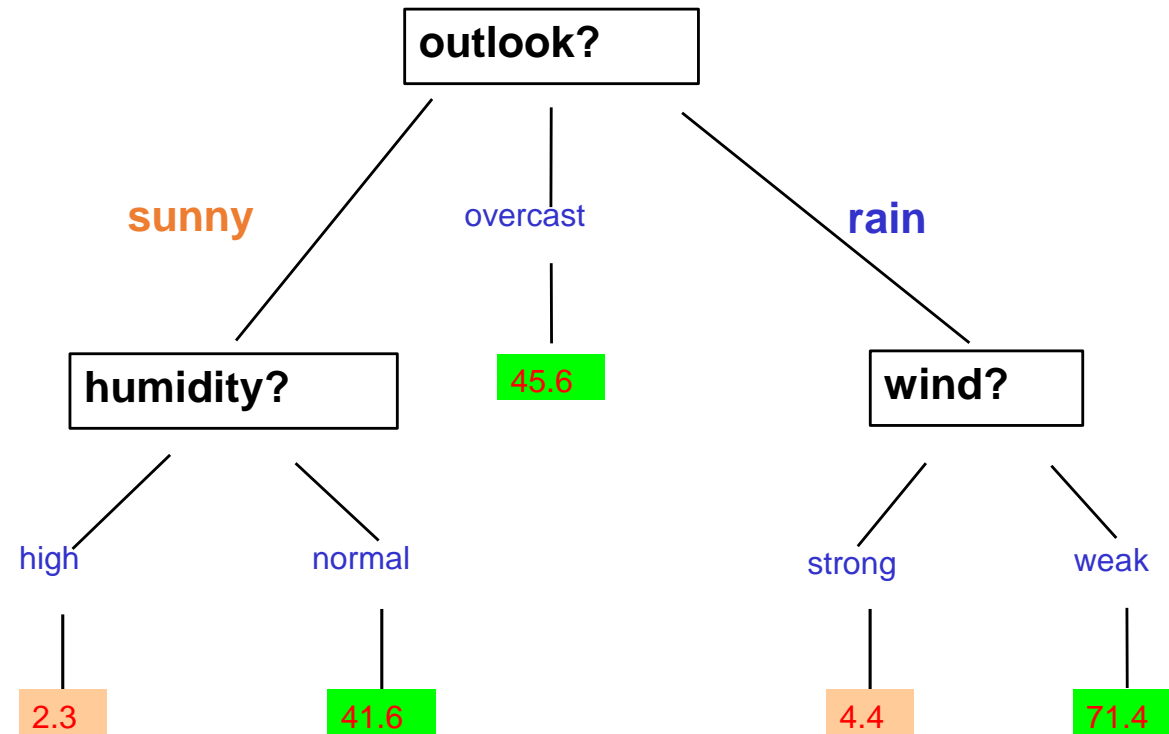 outlook?
sunny
overcast
rain
humidity?
45.6
wind?
high
normal
strong
weak
2.3
41.6
4.4
71.4